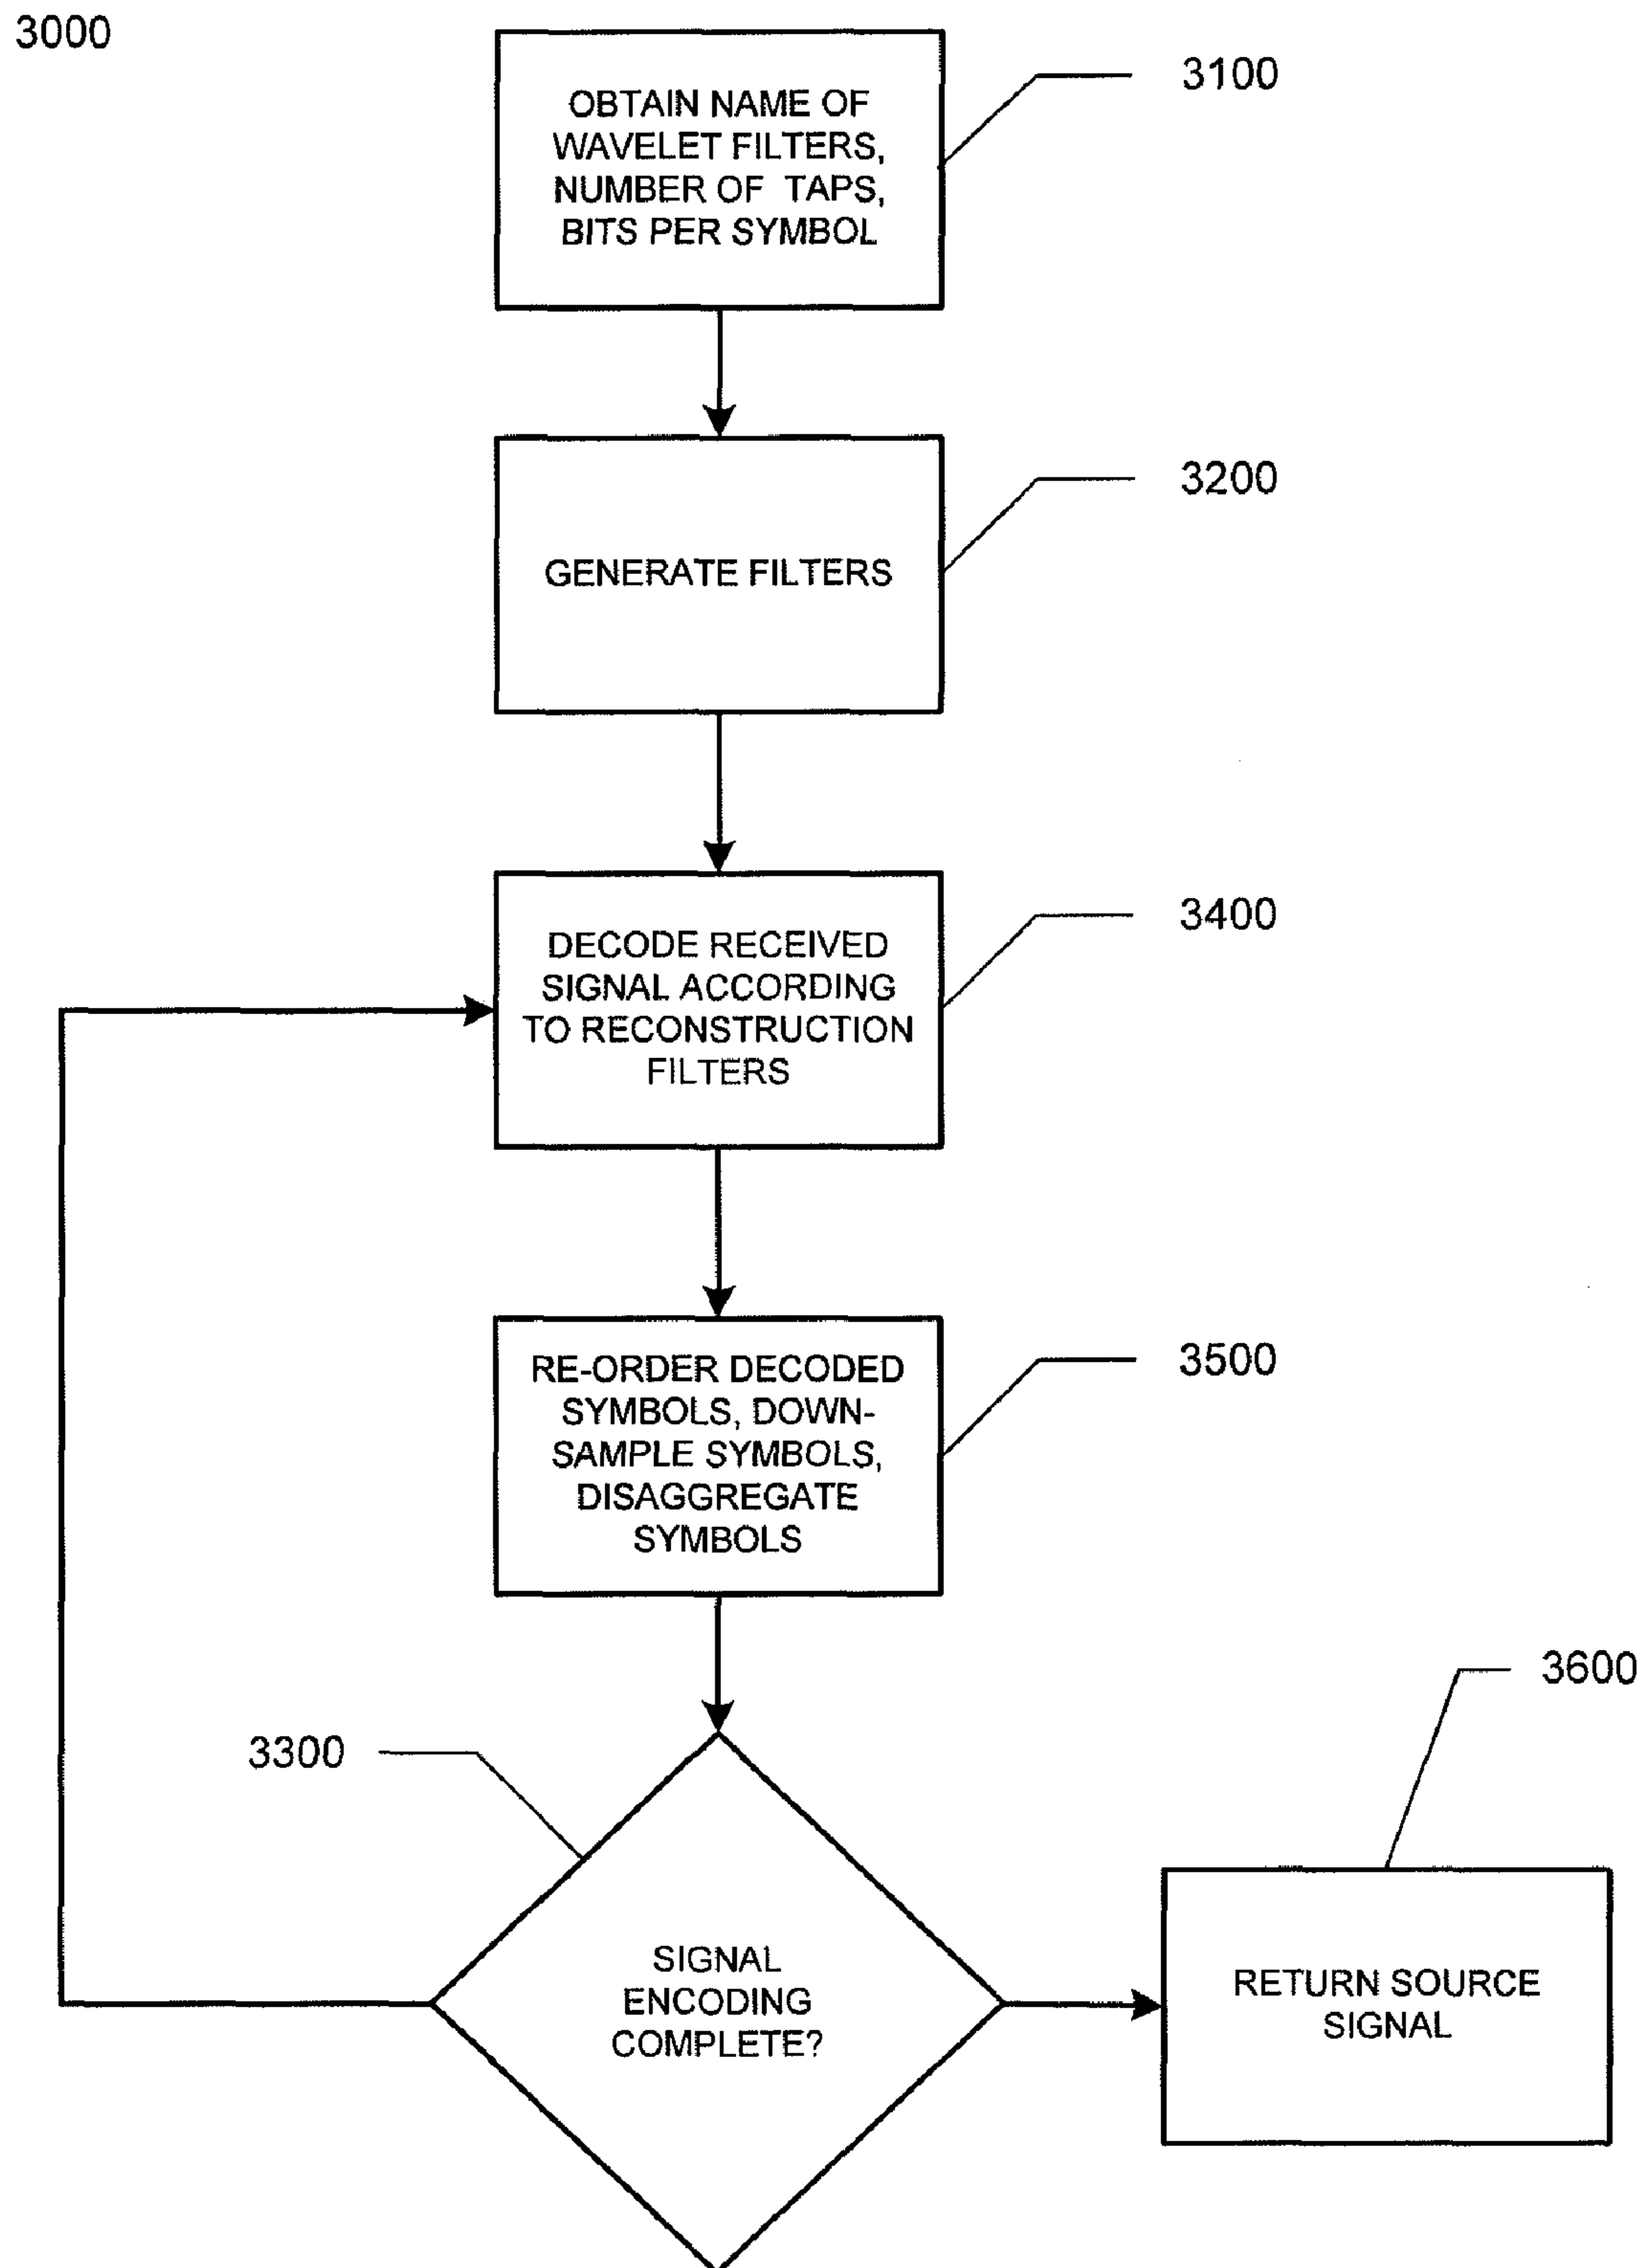 3000
OBTAIN NAME OF
WAVELET FILTERS,
NUMBER OF TAPS,
BITS PER SYMBOL
3100
GENERATE FILTERS
3200
DECODE RECEIVED
SIGNAL ACCORDING
TO RECONSTRUCTION
FILTERS
3400
RE-ORDER DECODED
SYMBOLS, DOWN-
SAMPLE SYMBOLS,
DISAGGREGATE
SYMBOLS
3500
3300
SIGNAL
ENCODING
COMPLETE?
3600
RETURN SOURCE
SIGNAL